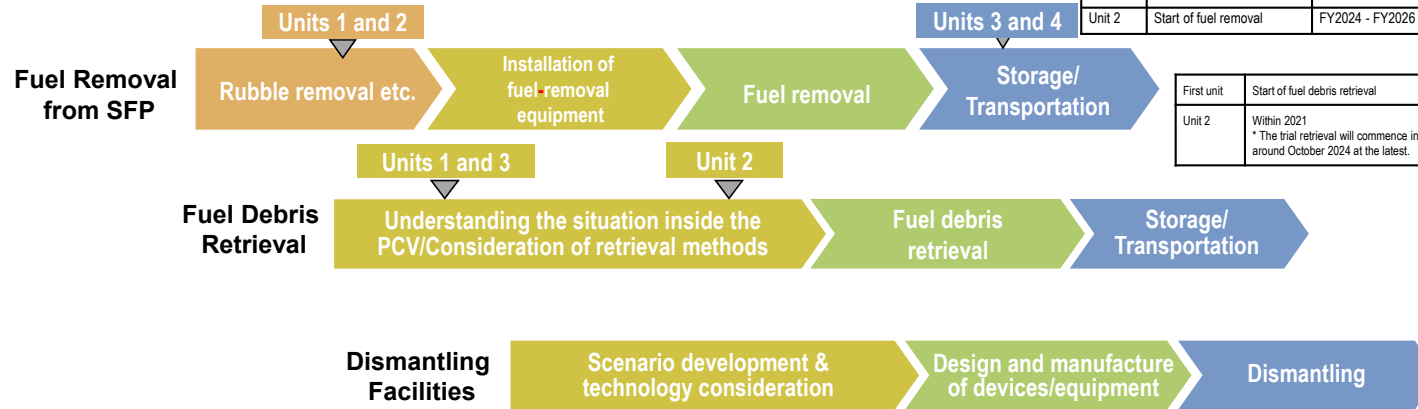 Units 1 and 2
Units 3 and 4
Unit 2
Start of fuel removal
FY2024 - FY2026
Fuel Removal
from SFP
Rubble removal etc.
Installation of
fuel-removal
equipment
Fuel removal
Storage/
Transportation
First unit
Start of fuel debris retrieval
Unit 2
Within 2021
* The trial retrieval will commence in
around October 2024 at the latest.
Units 1 and 3
Unit 2
Fuel Debris
Retrieval
Understanding the situation inside the
PCV/Consideration of retrieval methods
Fuel debris
retrieval
Storage/
Transportation
Dismantling
Facilities
Scenario development &
technology consideration
Design and manufacture
of devices/equipment
Dismantling